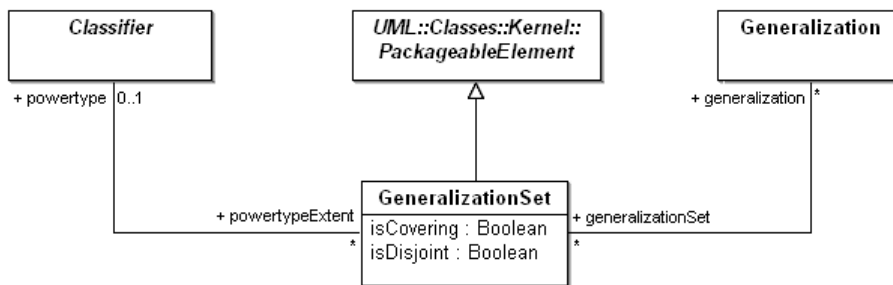 Classifier
UML::Classes::Kernel::
PackageableElement
Generalization
+ powertype
0..1
+ generalization
*
GeneralizationSet
isCovering : Boolean
isDisjoint : Boolean
+ powertypeExtent
*
+ generalizationSet
*